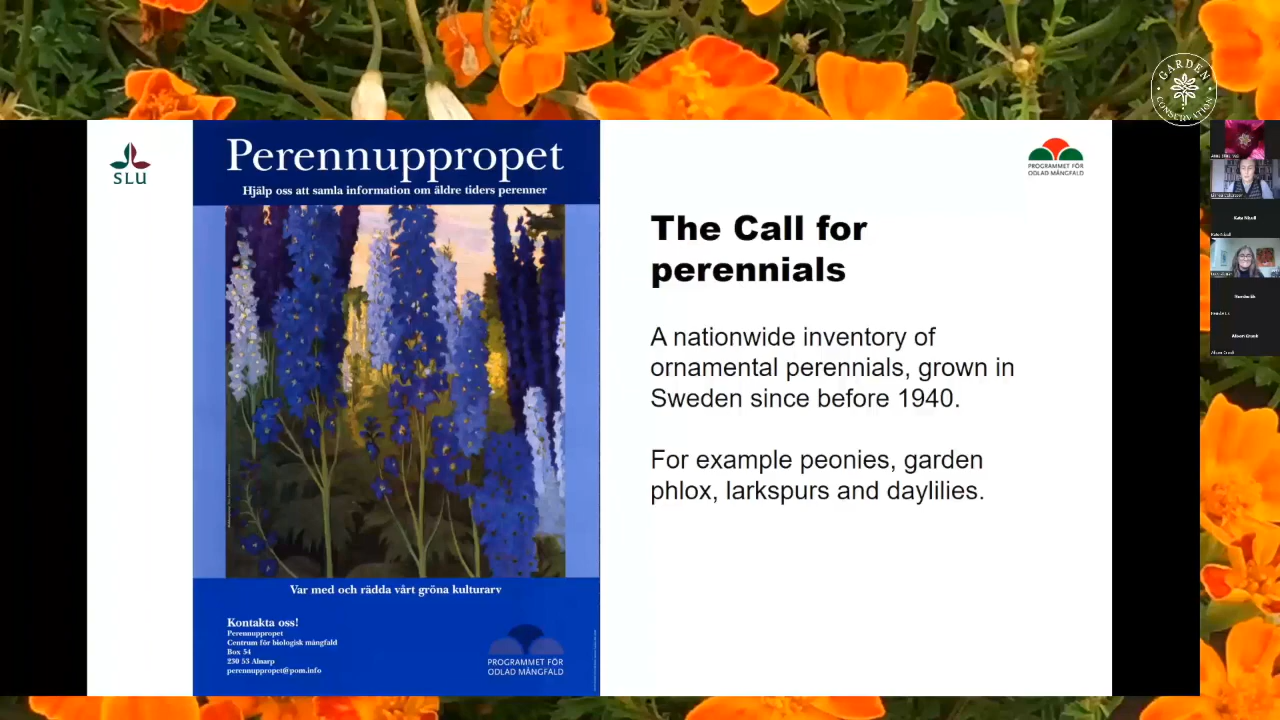 GARDEN
CONSERVATION
SLU
Perennuppropet
Hjälp oss att samla information om äldre tiders perenner
Var med och rädda vårt gröna kulturarv
Kontakta oss!
Perennuppropet
Centrum för biologisk mångfald
Box 54
230 53 Alnarp
perennuppropet@pom.info
PROGRAMMET FÖR
ODLAD MÅNGFALD
PROGRAMMET FÖR
ODLAD MÅNGFALD
The Call for
perennials
A nationwide inventory of
ornamental perennials, grown in
Sweden since before 1940.
For example peonies, garden
phlox, larkspurs and daylilies.